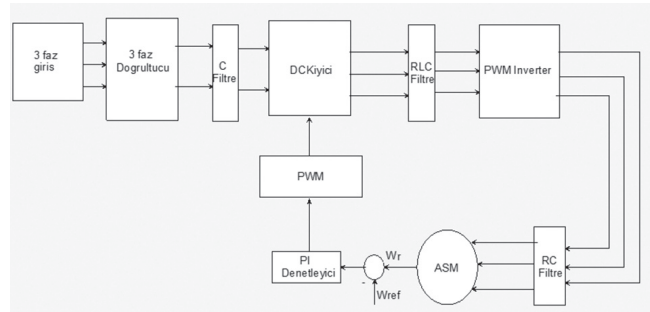 3 faz
giris
3 faz
Dogrultucu
C
Filtre
DCKiyici
RLC
Filtre
PWM Inverter
PWM
PI
Denetleyici
Wr
-
Wref
ASM
RC
Filtre